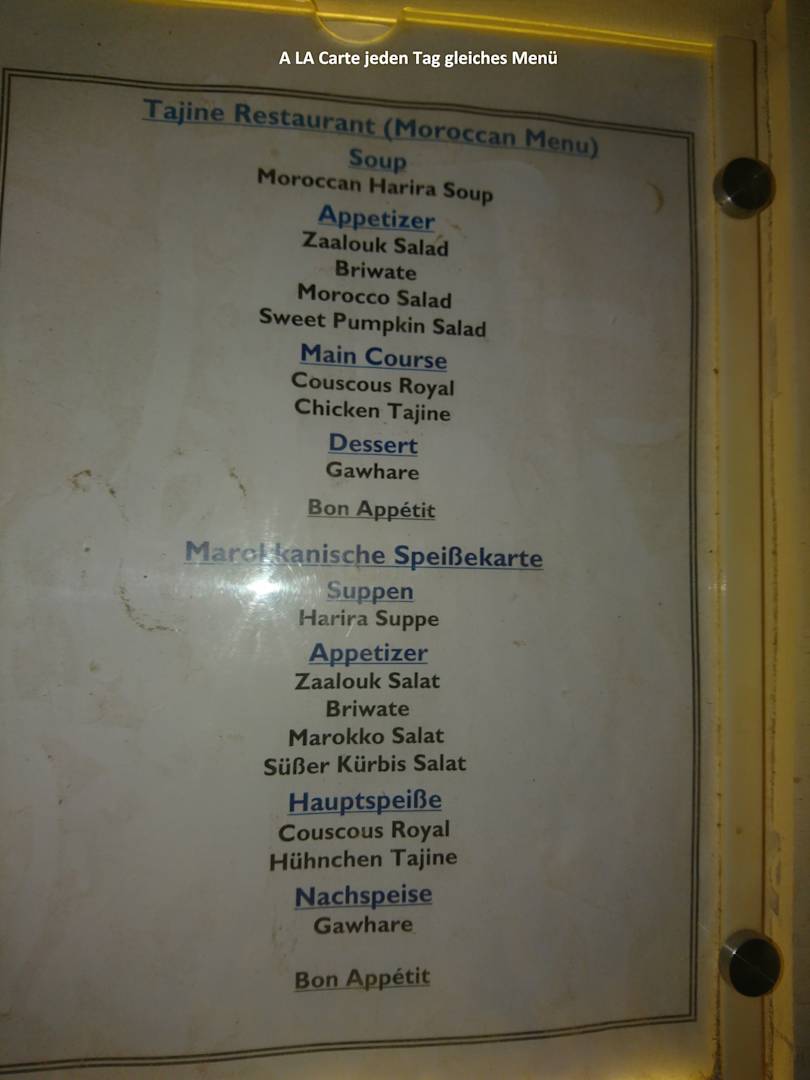 A LA Carte jeden Tag gleiches Menü
Tajine Restaurant (Moroccan Menu)
Soup
Moroccan Harira Soup
Appetizer
Zaalouk Salad
Briwate
Morocco Salad
Sweet Pumpkin Salad
Main Course
Couscous Royal
Chicken Tajine
Dessert
Gawhare
Bon Appétit
Marokkanische Speißekarte
Suppen
Harira Suppe
Appetizer
Zaalouk Salat
Briwate
Marokko Salat
Süßer Kürbis Salat
Hauptspeiße
Couscous Royal
Hühnchen Tajine
Nachspeise
Gawhare
Bon Appétit